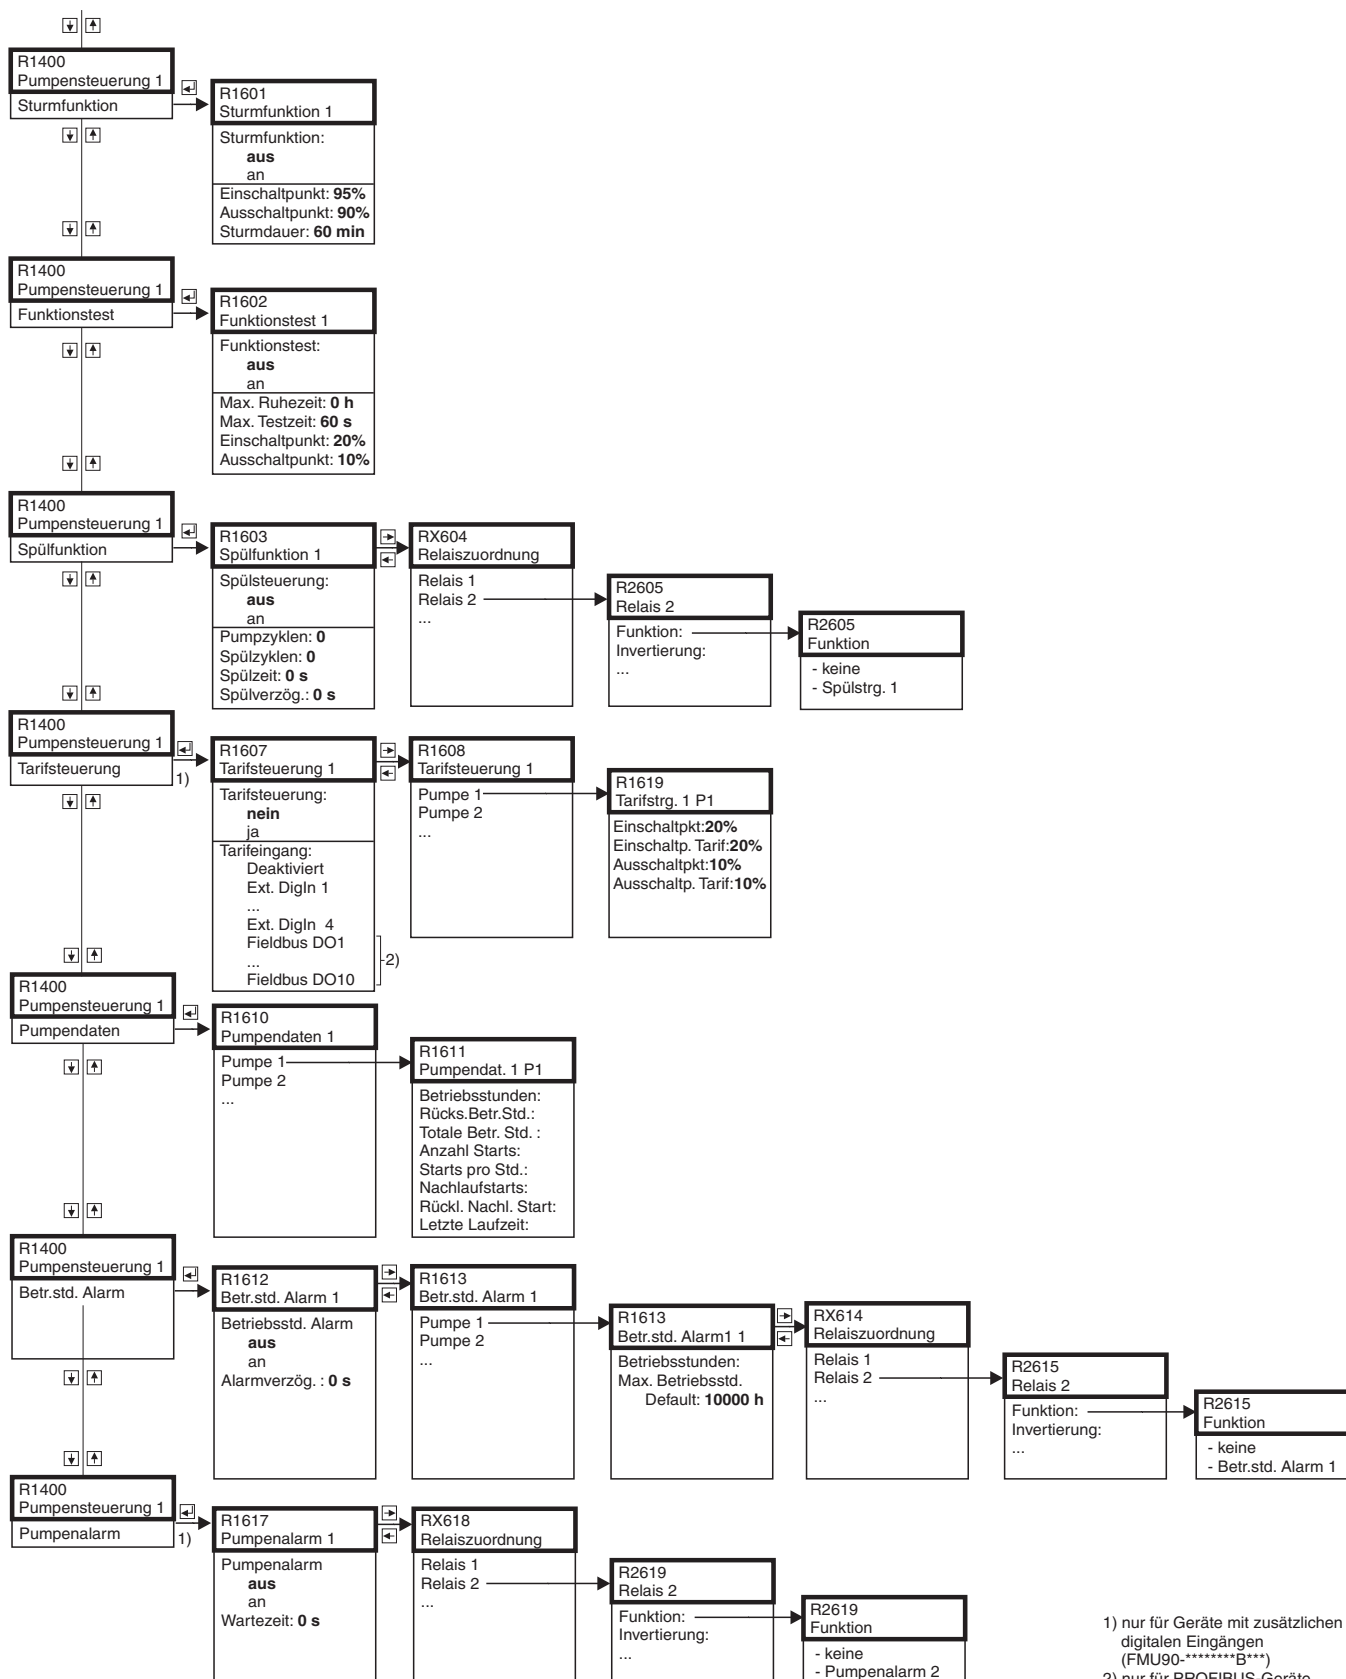 R1400
Pumpensteuerung 1
Sturmfunktion
R1601
Sturmfunktion 1
Sturmfunktion:
aus
an
Einschaltpunkt: 95%
Ausschaltpunkt: 90%
Sturmdauer: 60 min
R1400
Pumpensteuerung 1
Funktionstest
R1602
Funktionstest 1
Funktionstest:
aus
an
Max. Ruhezeit: 0 h
Max. Testzeit: 60 s
Einschaltpunkt: 20%
Ausschaltpunkt: 10%
R1400
Pumpensteuerung 1
Spülfunktion
R1603
Spülfunktion 1
Spülsteuerung:
aus
an
Pumpzyklen: 0
Spülzyklen: 0
Spülzeit: 0 s
Spülverzög.: 0 s
RX604
Relaiszuordnung
Relais 1
Relais 2
...
R2605
Relais 2
Funktion:
Invertierung:
...
R2605
Funktion
- keine
- Spülstrg. 1
R1400
Pumpensteuerung 1
Tarifsteuerung
1)
R1607
Tarifsteuerung 1
Tarifsteuerung:
nein
ja
Tarifeingang:
Deaktiviert
Ext. DigIn 1
...
Ext. DigIn 4
Fieldbus DO1
...
Fieldbus DO10
2)
R1608
Tarifsteuerung 1
Pumpe 1
Pumpe 2
...
R1619
Tarifstrg. 1 P1
Einschaltpkt:20%
Einschaltp. Tarif:20%
Ausschaltpkt:10%
Ausschaltp. Tarif:10%
R1400
Pumpensteuerung 1
Pumpendaten
R1610
Pumpendaten 1
Pumpe 1
Pumpe 2
...
R1611
Pumpendat. 1 P1
Betriebsstunden:
Rücks.Betr.Std.:
Totale Betr. Std. :
Anzahl Starts:
Starts pro Std.:
Nachlaufstarts:
Rückl. Nachl. Start:
Letzte Laufzeit:
R1400
Pumpensteuerung 1
Betr.std. Alarm
R1612
Betr.std. Alarm 1
Betriebsstd. Alarm
aus
an
Alarmverzög. : 0 s
R1613
Betr.std. Alarm 1
Pumpe 1
Pumpe 2
...
R1613
Betr.std. Alarm1 1
Betriebsstunden:
Max. Betriebsstd.
Default: 10000 h
RX614
Relaiszuordnung
Relais 1
Relais 2
...
R2615
Relais 2
Funktion:
Invertierung:
...
R2615
Funktion
- keine
- Betr.std. Alarm 1
R1400
Pumpensteuerung 1
Pumpenalarm
1)
R1617
Pumpenalarm 1
Pumpenalarm
aus
an
Wartezeit: 0 s
RX618
Relaiszuordnung
Relais 1
Relais 2
...
R2619
Relais 2
Funktion:
Invertierung:
...
R2619
Funktion
- keine
- Pumpenalarm 2
1) nur für Geräte mit zusätzlichen
digitalen Eingängen
(FMU90-********B***)
2) nur für PROFIBUS-Geräte